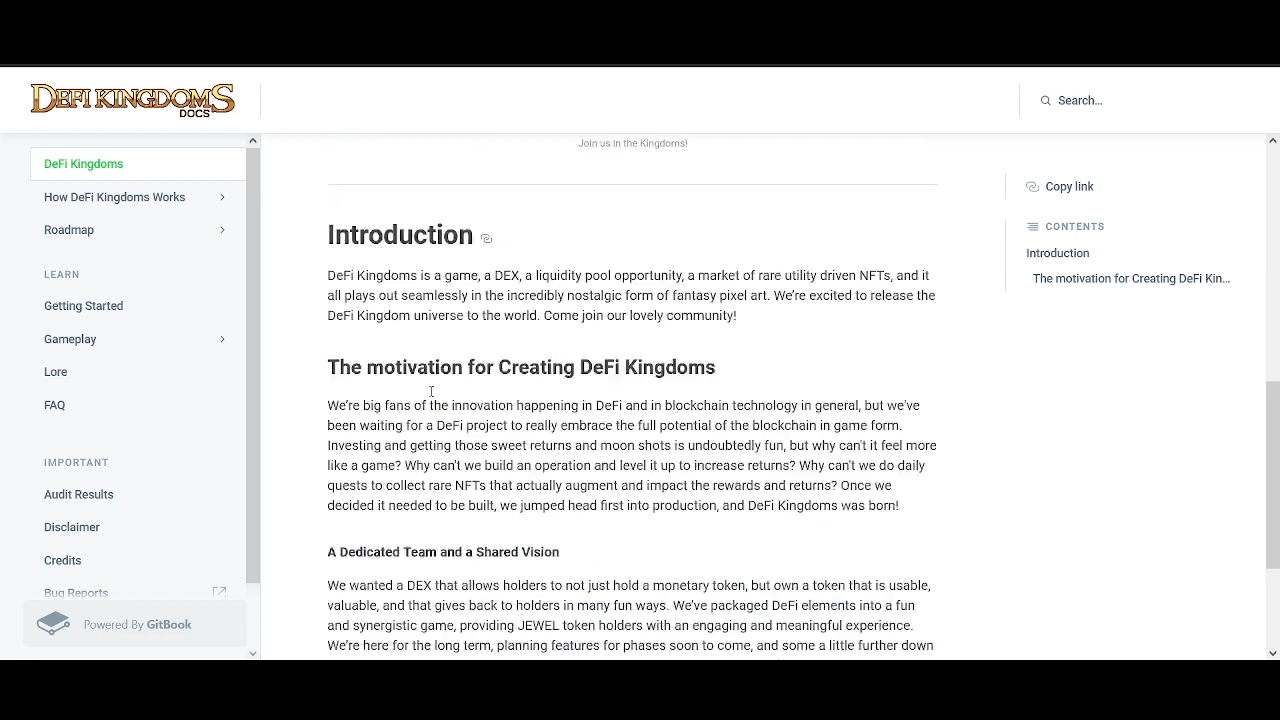 DEFI KINGDOMS
DOCS
Search...
DeFi Kingdoms
How DeFi Kingdoms Works
Roadmap
LEARN
Getting Started
Gameplay
Lore
FAQ
IMPORTANT
Audit Results
Disclaimer
Credits
Bug Reports
Powered By GitBook
Join us in the Kingdoms!
Introduction
DeFi Kingdoms is a game, a DEX, a liquidity pool opportunity, a market of rare utility driven NFTs, and it
all plays out seamlessly in the incredibly nostalgic form of fantasy pixel art. We’re excited to release the
DeFi Kingdom universe to the world. Come join our lovely community!
The motivation for Creating DeFi Kingdoms
We’re big fans of the innovation happening in DeFi and in blockchain technology in general, but we’ve
been waiting for a DeFi project to really embrace the full potential of the blockchain in game form.
Investing and getting those sweet returns and moon shots is undoubtedly fun, but why can’t it feel more
like a game? Why can’t we build an operation and level it up to increase returns? Why can’t we do daily
quests to collect rare NFTs that actually augment and impact the rewards and returns? Once we
decided it needed to be built, we jumped head first into production, and DeFi Kingdoms was born!
A Dedicated Team and a Shared Vision
We wanted a DEX that allows holders to not just hold a monetary token, but own a token that is usable,
valuable, and that gives back to holders in many fun ways. We’ve packaged DeFi elements into a fun
and synergistic game, providing JEWEL token holders with an engaging and meaningful experience.
We’re here for the long term, planning features for phases soon to come, and some a little further down
Copy link
CONTENTS
Introduction
The motivation for Creating DeFi Kin...